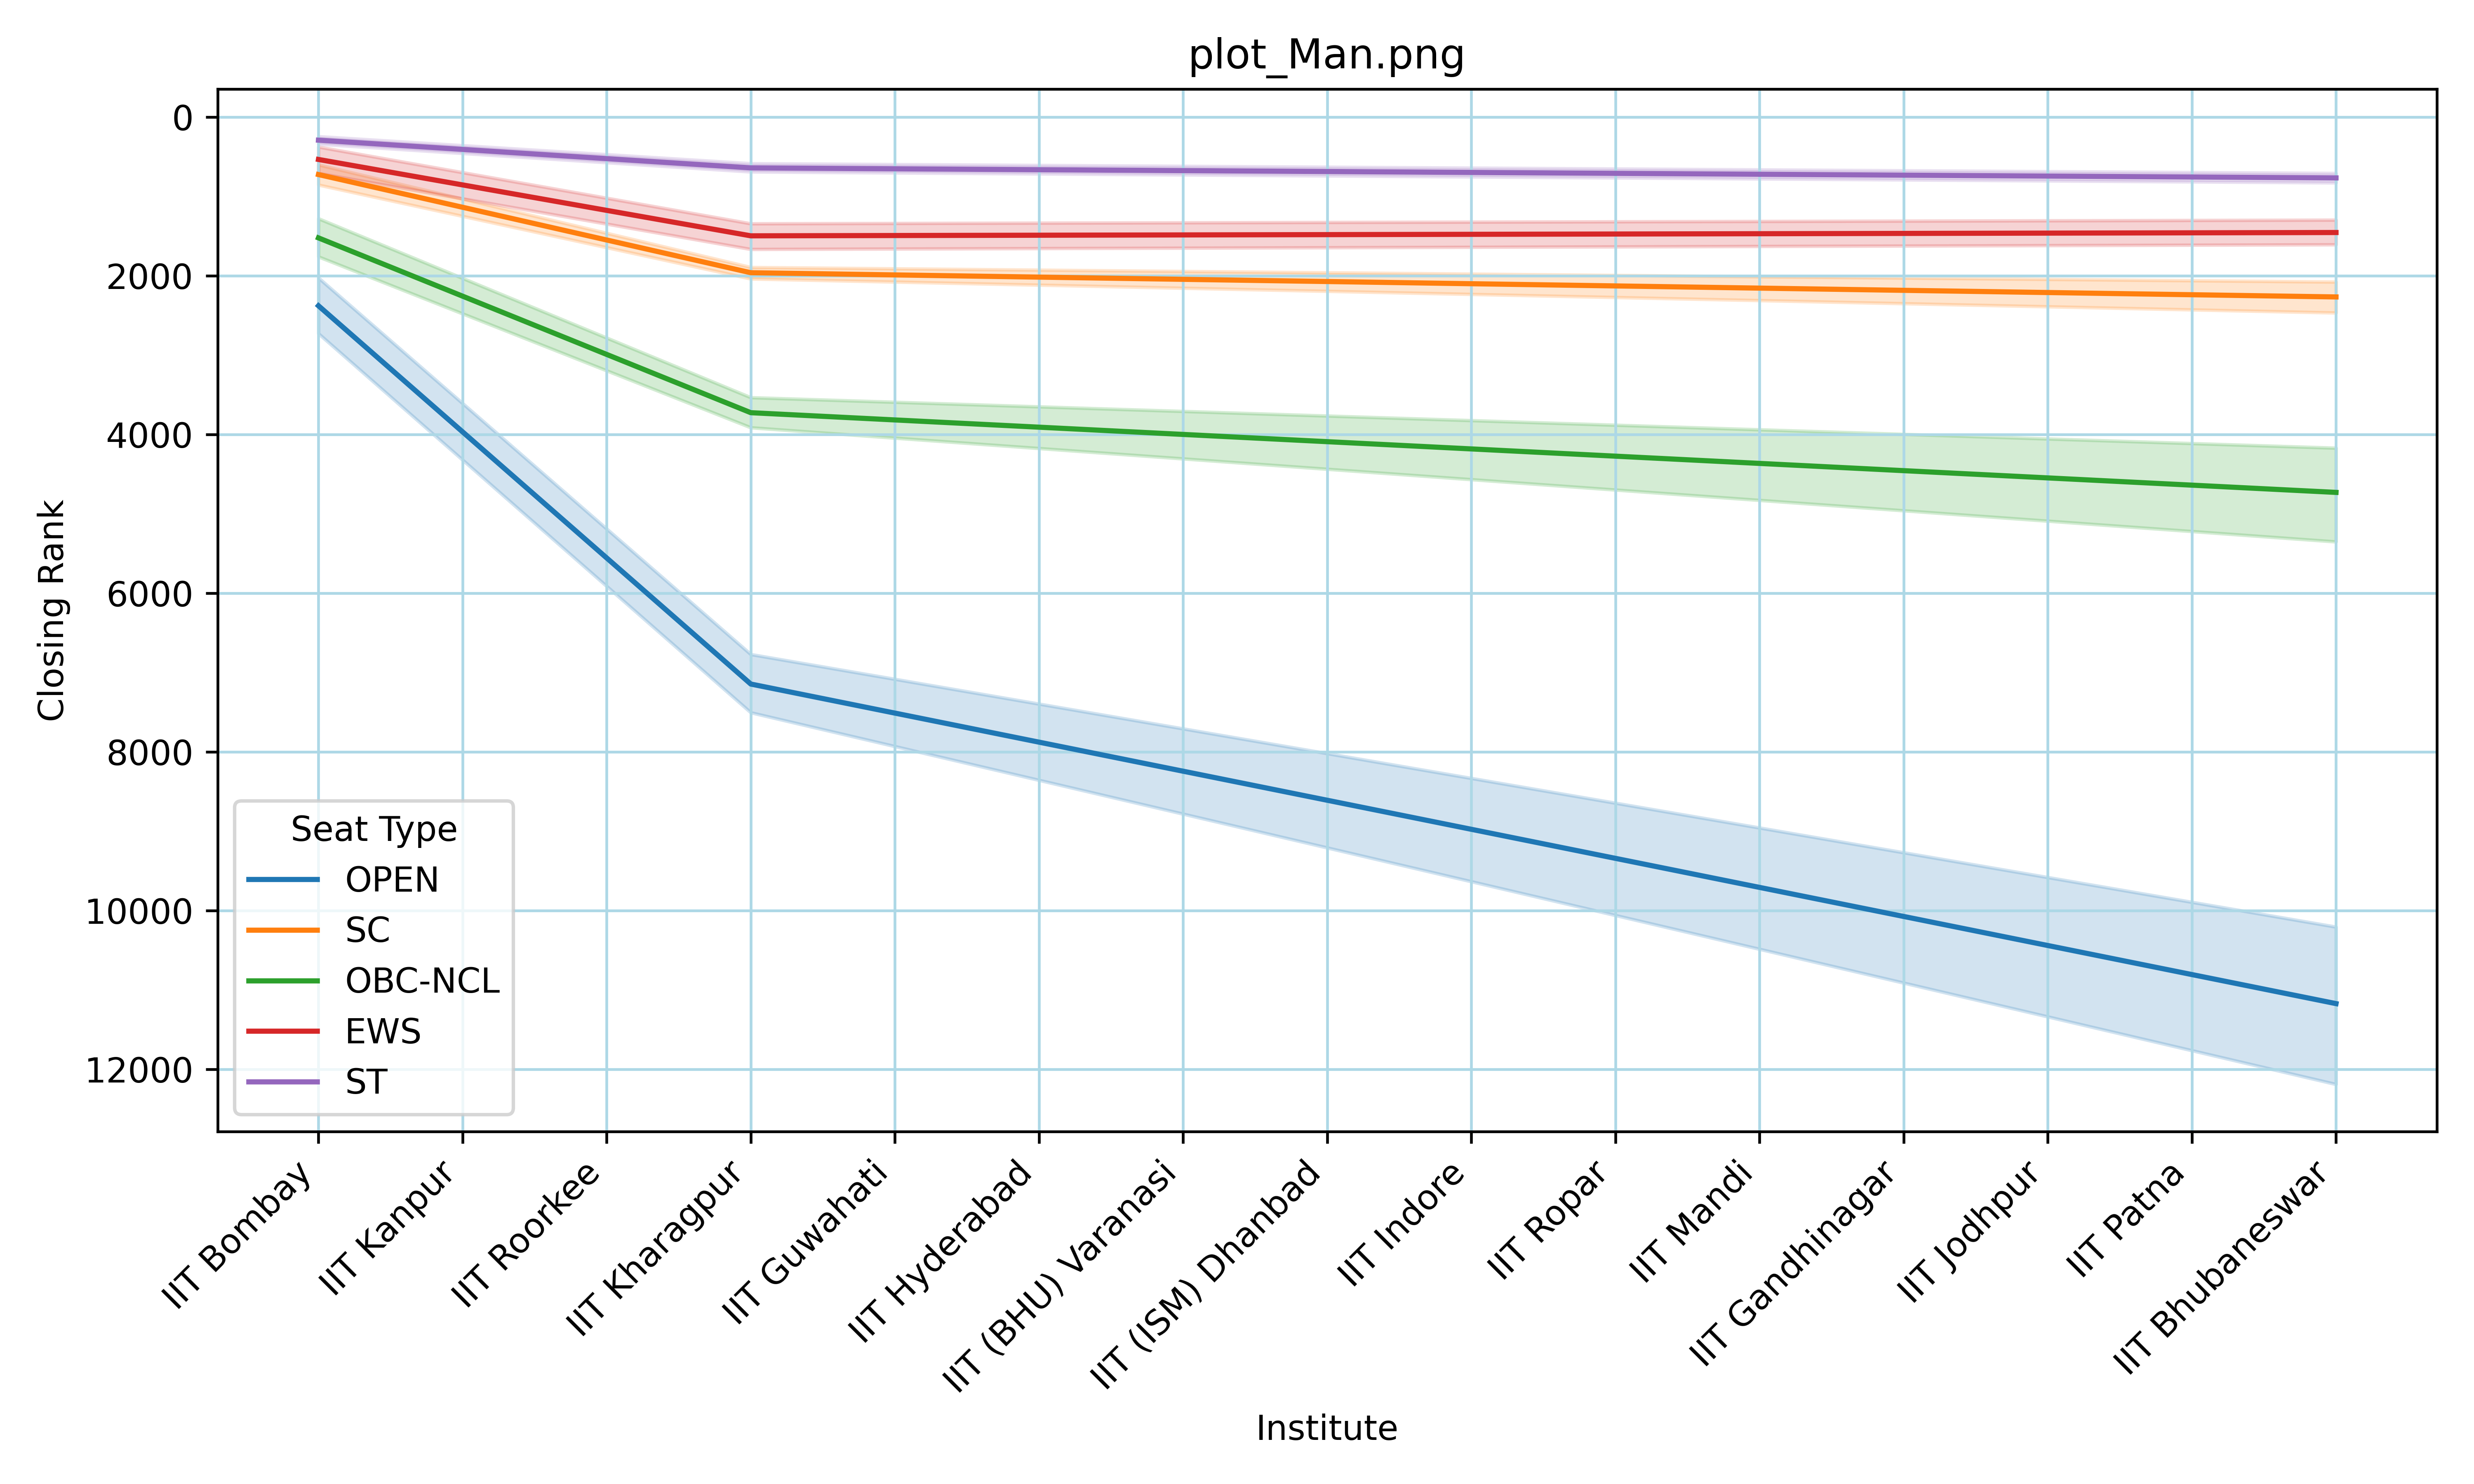 plot_Man.png
0
2000
4000
6000
8000
10000
12000
Closing Rank
Seat Type
OPEN
SC
OBC-NCL
EWS
ST
IIT Bombay
IIT Kanpur
IIT Roorkee
IIT Kharagpur
IIT Guwahati
IIT Hyderabad
IIT (BHU) Varanasi
IIT (ISM) Dhanbad
IIT Indore
IIT Ropar
IIT Mandi
IIT Gandhinagar
IIT Jodhpur
IIT Patna
IIT Bhubaneswar
Institute